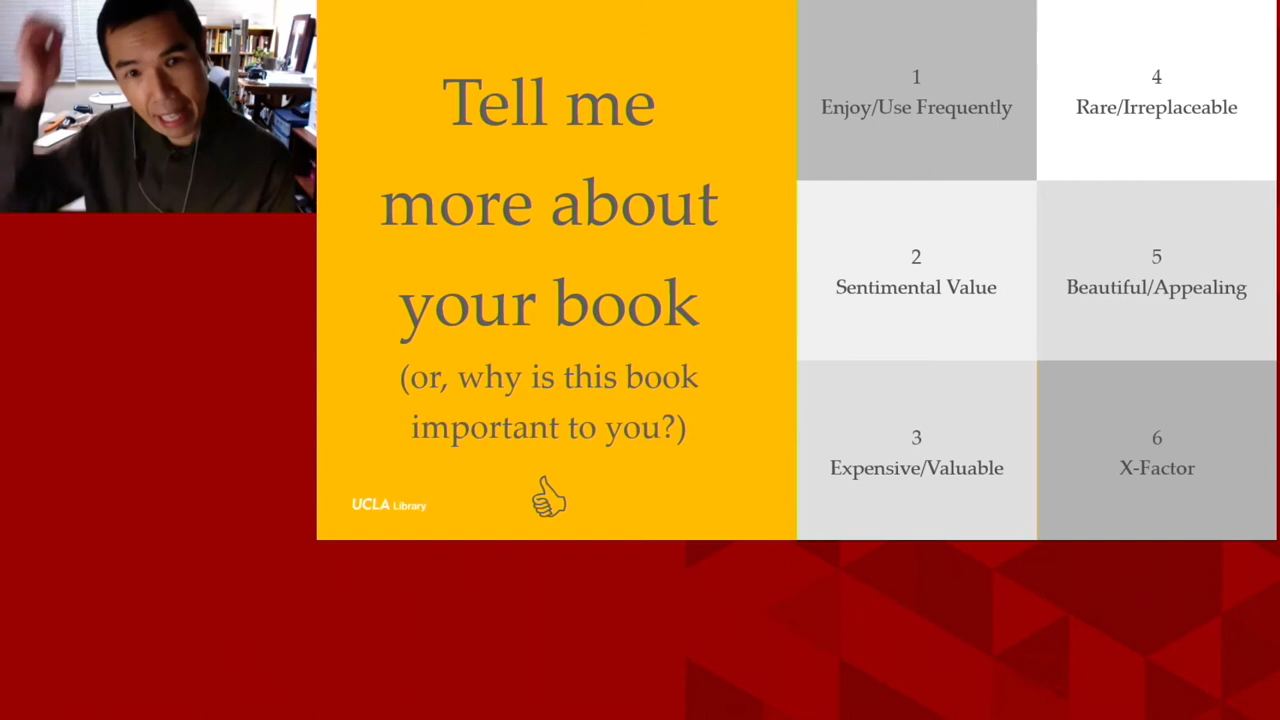 Tell me
more about
your book
(or, why is this book
important to you?)
UCLA Library
1
Enjoy/Use Frequently
4
Rare/Irreplaceable
2
Sentimental Value
5
Beautiful/Appealing
3
Expensive/Valuable
6
X-Factor